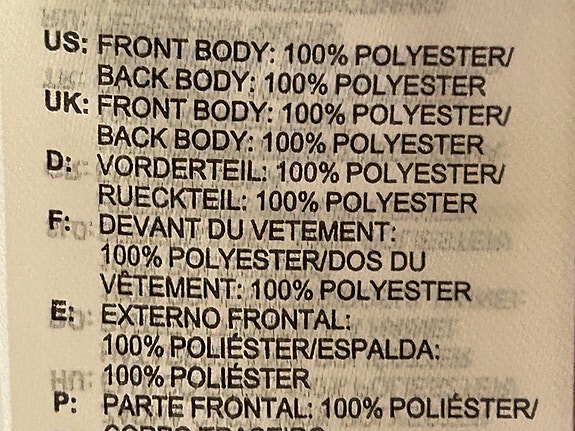 US: FRONT BODY: 100% POLYESTER/
BACK BODY: 100% POLYESTER
UK: FRONT BODY: 100% POLYESTER/
BACK BODY: 100% POLYESTER
D: VORDERTEIL: 100% POLYESTER/
RUECKTEIL: 100% POLYESTER
F: DEVANT DU VETEMENT:
100% POLYESTER/DOS DU
VÊTEMENT: 100% POLYESTER
E: EXTERNO FRONTAL:
100% POLIÉSTER/ESPALDA:
100% POLIÉSTER
P: PARTE FRONTAL: 100% POLIÉSTER/